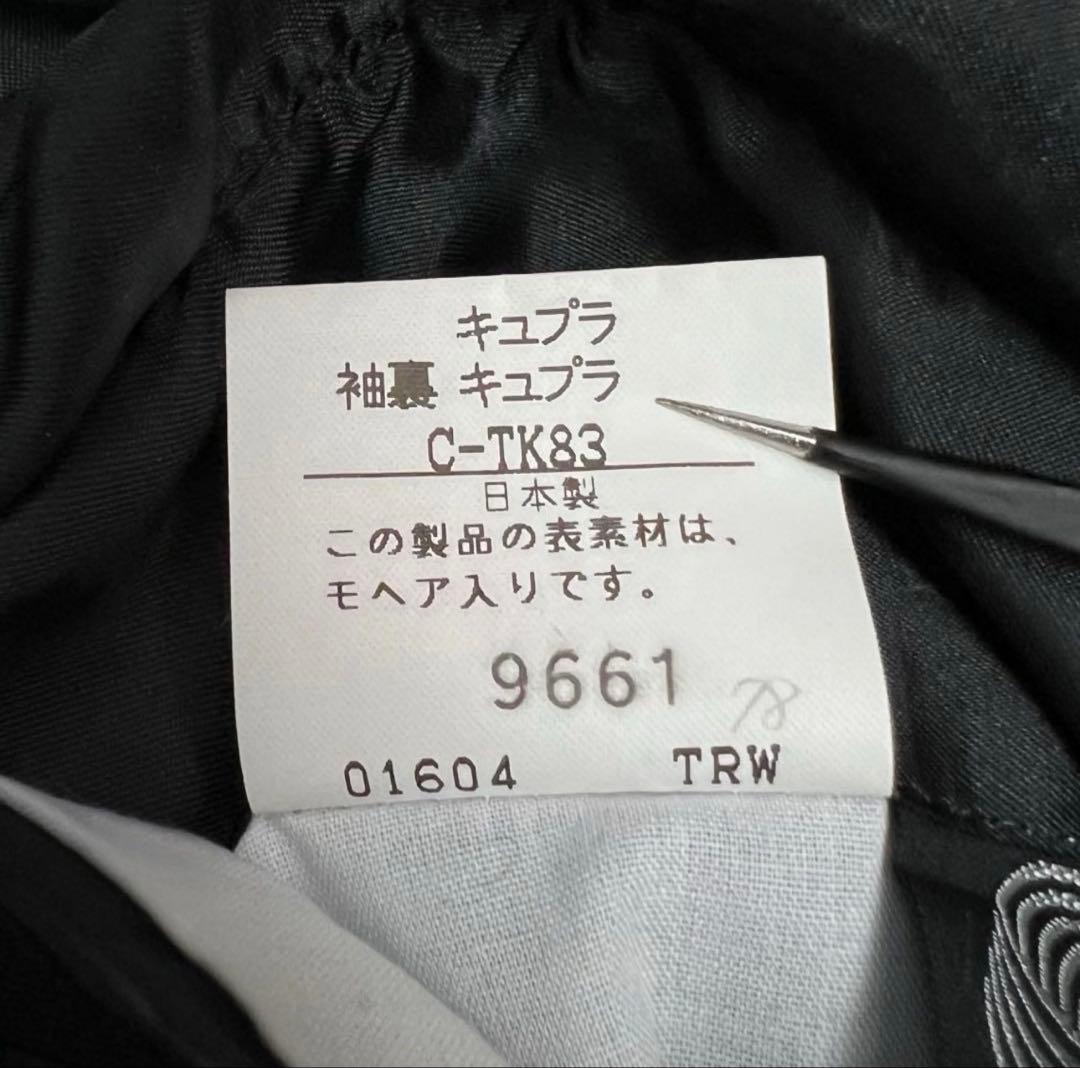 キュプラ
袖裏 キュプラ
C-TK83
日本製
この製品の表素材は、
モヘア入りです。
9661
78
01604 TRW